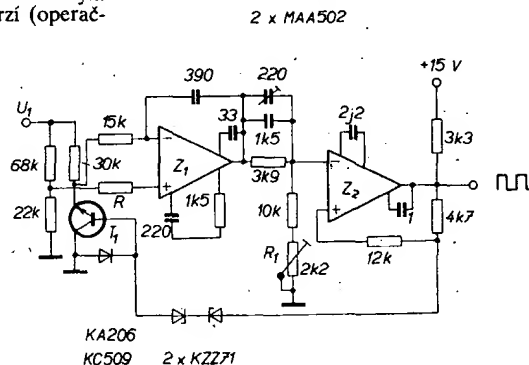 rzí (operač-
2 x MAA502
+15 V
390
220
U1
15k
33
1k5
2j2
3k3
68k
30k
Z1
3k9
Z2
R
1k5
10k
1
4k7
22k
T1
220
R1
2k2
12k
KA206
KC509 2 x KZZ71